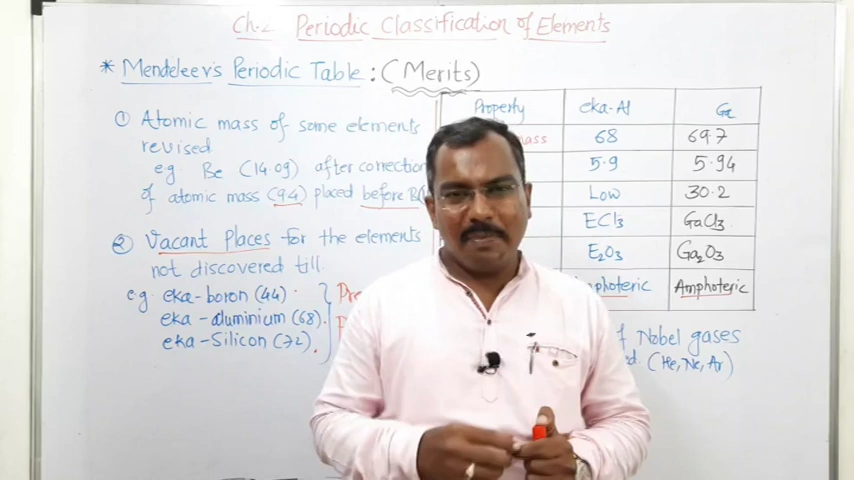 Ch.2 Periodic Classification of Elements
* Mendeleev's Periodic Table : (Merits)
① Atomic mass of some elements
revised.
eg Be (14.09) after correction
of atomic mass (9.4) placed before
② Vacant Places for the elements
not discovered till.
e.g. eka-boron (44)
eka-aluminium (68).
eka-Silicon (72).
Property eka-Al Ga
mass 68 69.7
5.9 5.94
Low 30.2
ECl3 GaCl3
E2O3 Ga2O3
Amphoteric
Nobel gases
(He, Ne, Ar)